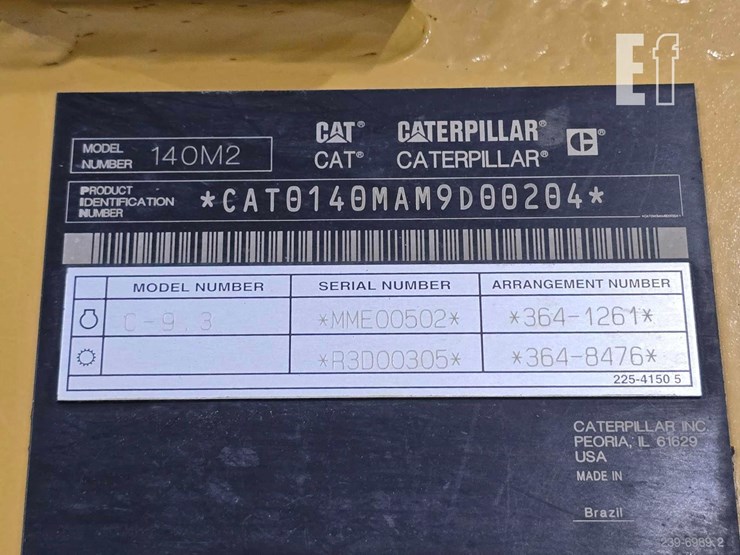 Ef
CAT® CATERPILLAR® C®
MODEL NUMBER 140M2
CAT® CATERPILLAR®
PRODUCT IDENTIFICATION NUMBER *CAT0140MAM9D00204*
MODEL NUMBER SERIAL NUMBER ARRANGEMENT NUMBER
C-9.3 *MME00502* *364-1261*
*R3D00305* *364-8476*
225-4150 5
CATERPILLAR INC.
PEORIA, IL 61629
USA
MADE IN
Brazil
239-8989 2